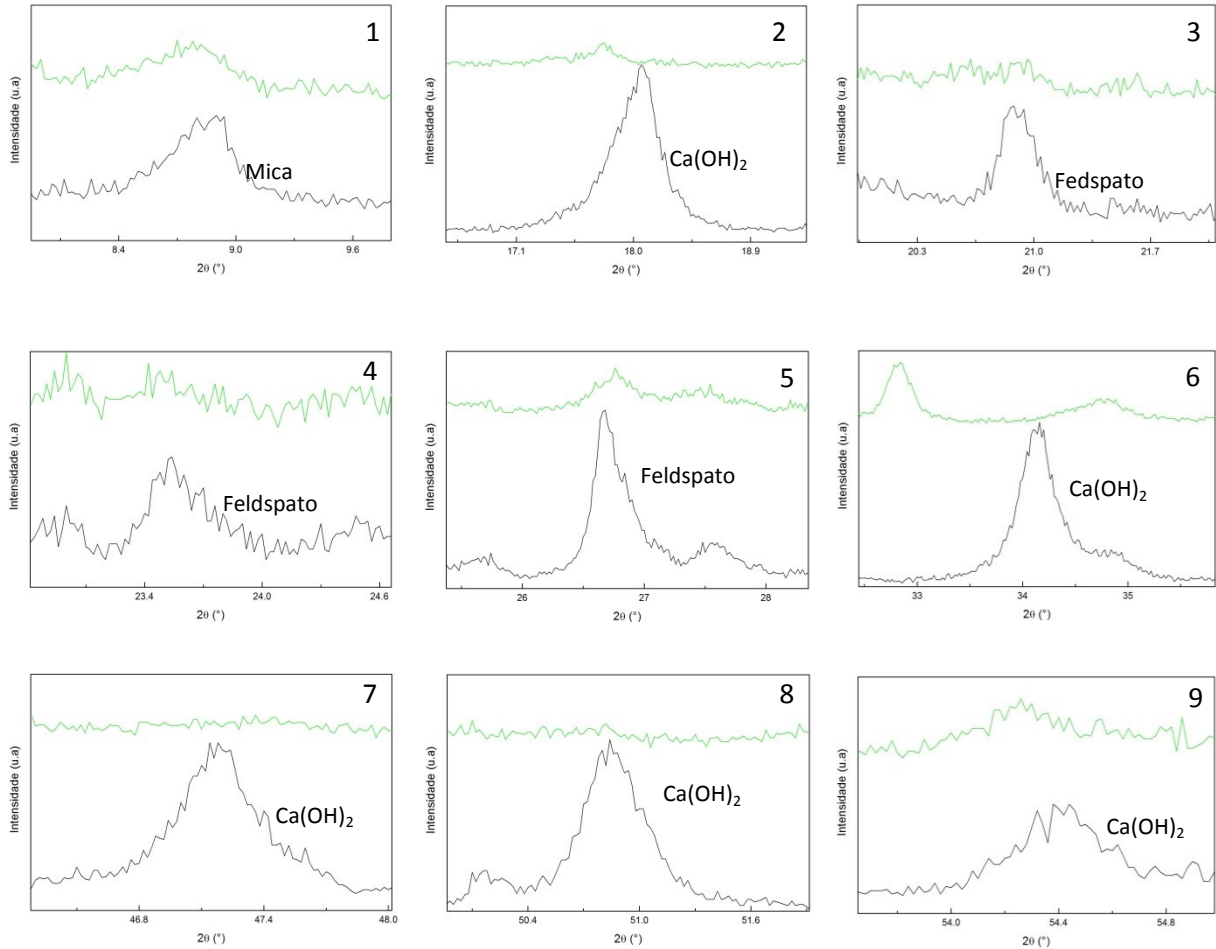 1
Intensidade (u.a)
Mica
8.4 9.0 9.6
2θ (°)
2
Intensidade (u.a)
Ca(OH)₂
17.1 18.0 18.9
2θ (°)
3
Intensidade (u.a)
Fedspato
20.3 21.0 21.7
2θ (°)
4
Intensidade (u.a)
Feldspato
23.4 24.0 24.6
2θ (°)
5
Intensidade (u.a)
Feldspato
26 27 28
2θ (°)
6
Intensidade (u.a)
Ca(OH)₂
33 34 35
2θ (°)
7
Intensidade (u.a)
Ca(OH)₂
46.8 47.4 48.0
2θ (°)
8
Intensidade (u.a)
Ca(OH)₂
50.4 51.0 51.6
2θ (°)
9
Intensidade (u.a)
Ca(OH)₂
54.0 54.4 54.8
2θ (°)